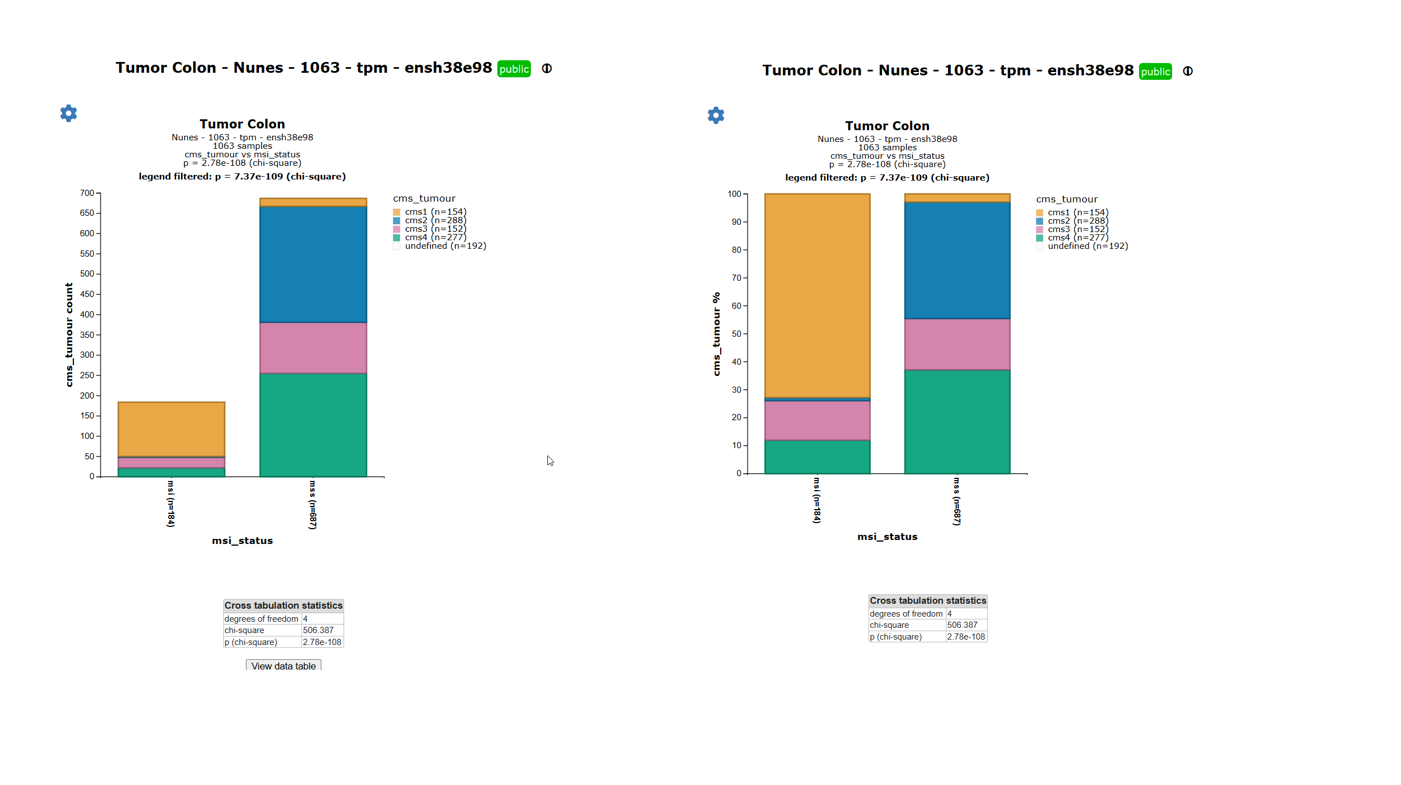 Tumor Colon - Nunes - 1063 - tpm - ensh38e98 public
Tumor Colon
Nunes - 1063 - tpm - ensh38e98
1063 samples
cms_tumour vs msi_status
p = 2.78e-108 (chi-square)
legend filtered: p = 7.37e-109 (chi-square)
cms_tumour count
700
650
600
550
500
450
400
350
300
250
200
150
100
50
0
cms_tumour
cms1 (n=154)
cms2 (n=288)
cms3 (n=152)
cms4 (n=277)
undefined (n=192)
msi (n=184)
mss (n=687)
msi_status
Cross tabulation statistics
degrees of freedom 4
chi-square 506.387
p (chi-square) 2.78e-108
View data table
Tumor Colon - Nunes - 1063 - tpm - ensh38e98 public
Tumor Colon
Nunes - 1063 - tpm - ensh38e98
1063 samples
cms_tumour vs msi_status
p = 2.78e-108 (chi-square)
legend filtered: p = 7.37e-109 (chi-square)
cms_tumour %
100
90
80
70
60
50
40
30
20
10
0
cms_tumour
cms1 (n=154)
cms2 (n=288)
cms3 (n=152)
cms4 (n=277)
undefined (n=192)
msi (n=184)
mss (n=687)
msi_status
Cross tabulation statistics
degrees of freedom 4
chi-square 506.387
p (chi-square) 2.78e-108